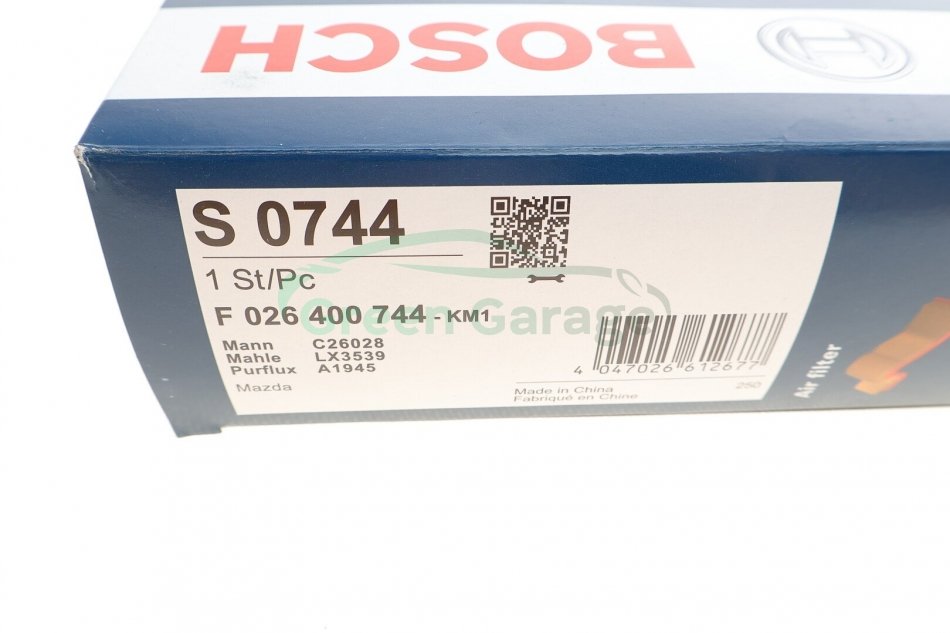 BOSCH
S 0744
1 St/Pc
F 026 400 744 - KM1
Mann C26028
Mahle LX3539
Purflux A1945
Mazda
4 047026 612677
Made in China 250
Fabriqué en Chine
Air filter
Green Garage